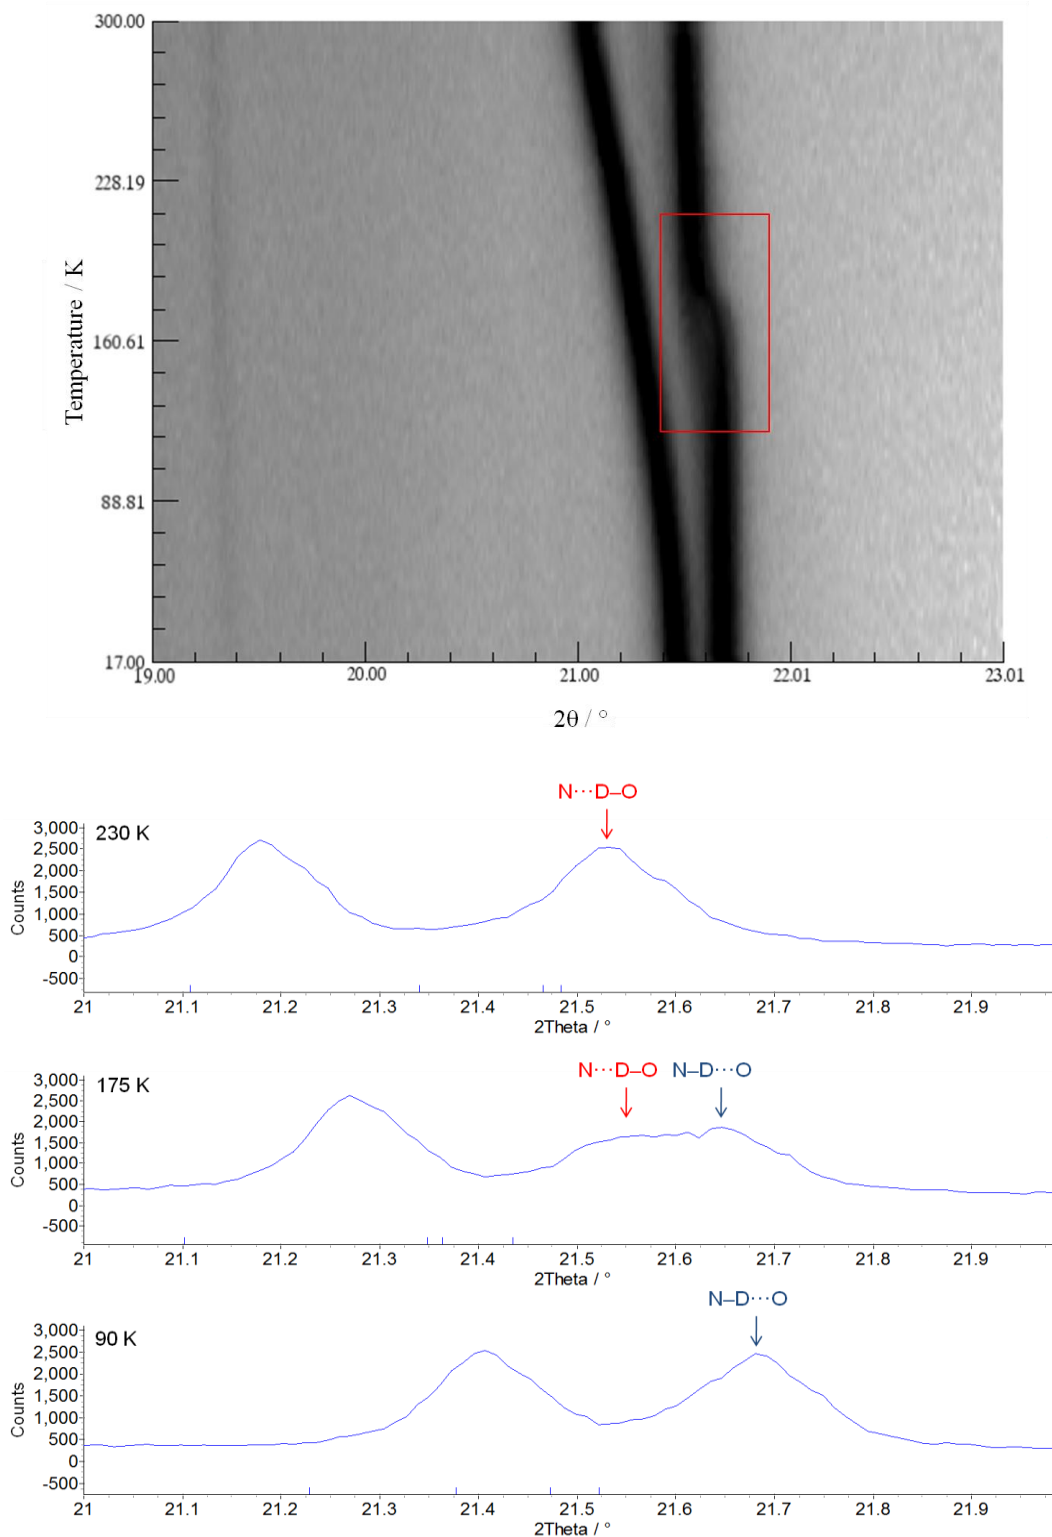 300.00
228.19
Temperature / K
160.61
88.81
17.00
19.00 20.00 21.00 22.01 23.01
2θ / °
N···D–O
230 K
3,000
2,500
2,000
1,500
1,000
500
0
-500
Counts
21 21.1 21.2 21.3 21.4 21.5 21.6 21.7 21.8 21.9
2Theta / °
N···D–O N–D···O
175 K
3,000
2,500
2,000
1,500
1,000
500
0
-500
Counts
21 21.1 21.2 21.3 21.4 21.5 21.6 21.7 21.8 21.9
2Theta / °
N–D···O
90 K
3,000
2,500
2,000
1,500
1,000
500
0
-500
Counts
21 21.1 21.2 21.3 21.4 21.5 21.6 21.7 21.8 21.9
2Theta / °